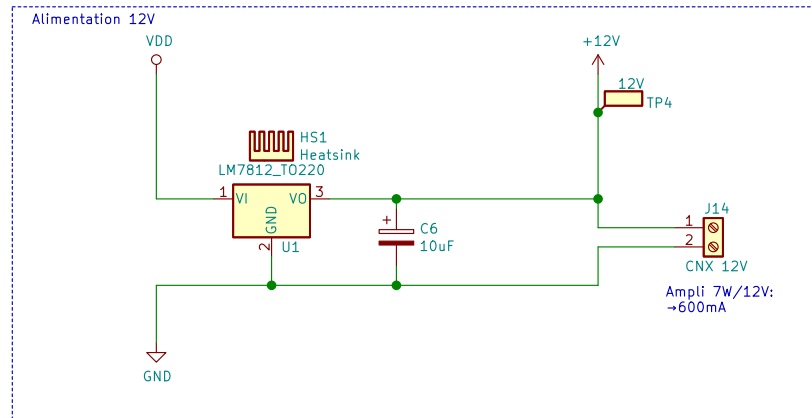 Alimentation 12V
VDD
+12V
12V
TP4
HS1
Heatsink
LM7812_TO220
1 VI VO 3
GND
2 U1
+
C6
10uF
J14
1
2
CNX 12V
Ampli 7W/12V:
→600mA
GND